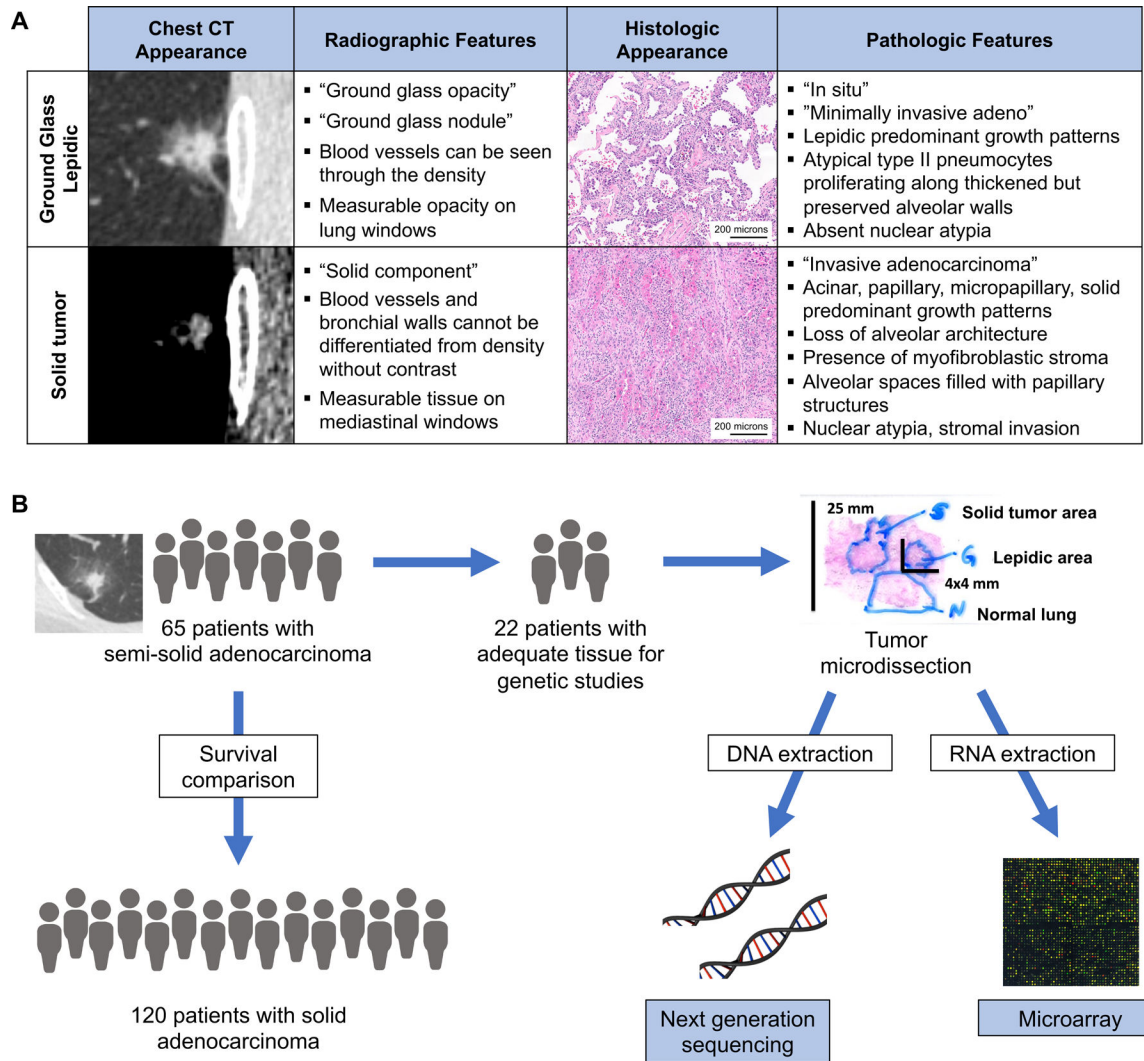 A
Chest CT
Appearance
Radiographic Features
Histologic
Appearance
Pathologic Features
Ground Glass
Lepidic
▪ “Ground glass opacity”
▪ “Ground glass nodule”
▪ Blood vessels can be seen
through the density
▪ Measurable opacity on
lung windows
200 microns
▪ “In situ”
▪ ”Minimally invasive adeno”
▪ Lepidic predominant growth patterns
▪ Atypical type II pneumocytes
proliferating along thickened but
preserved alveolar walls
▪ Absent nuclear atypia
Solid tumor
▪ “Solid component”
▪ Blood vessels and
bronchial walls cannot be
differentiated from density
without contrast
▪ Measurable tissue on
mediastinal windows
200 microns
▪ “Invasive adenocarcinoma”
▪ Acinar, papillary, micropapillary, solid
predominant growth patterns
▪ Loss of alveolar architecture
▪ Presence of myofibroblastic stroma
▪ Alveolar spaces filled with papillary
structures
▪ Nuclear atypia, stromal invasion
B
65 patients with
semi-solid adenocarcinoma
22 patients with
adequate tissue for
genetic studies
25 mm
S
Solid tumor area
G
Lepidic area
4x4 mm
N
Normal lung
Tumor
microdissection
Survival
comparison
DNA extraction
RNA extraction
120 patients with solid
adenocarcinoma
Next generation
sequencing
Microarray